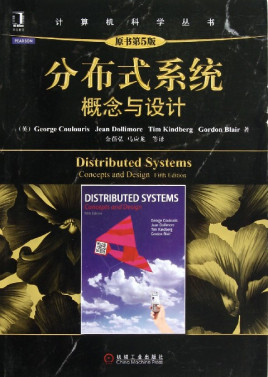 计算机科学丛书
PEARSON
原书第5版
分布式系统
概念与设计
(美) George Coulouris Jean Dollimore Tim Kindberg Gordon Blair 著
金蓓弘 马应龙 等译
Distributed Systems
Concepts and Design Fifth Edition
DISTRIBUTED SYSTEMS
Concepts and Design
George Coulouris
Jean Dollimore
Tim Kindberg
Gordon Blair
机械工业出版社
China Machine Press